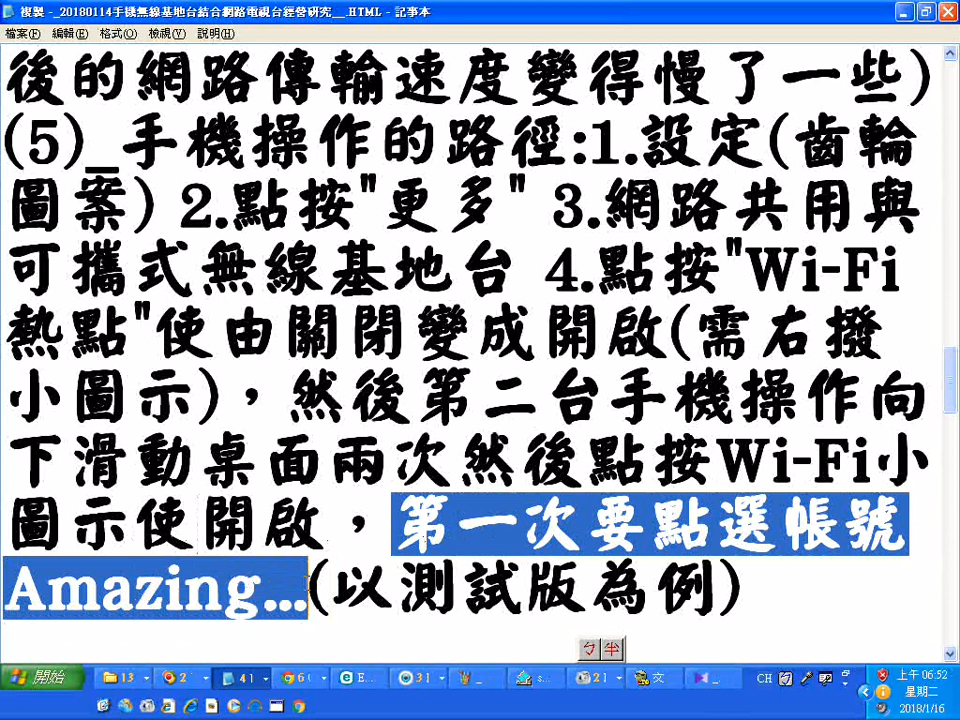 複製 -_20180114手機無線基地台結合網路電視台經營研究__.HTML - 記事本
檔案(F) 編輯(E) 格式(O) 檢視(V) 說明(H)
後的網路傳輸速度變得慢了一些)
(5)_手機操作的路徑:1.設定(齒輪
圖案) 2.點按"更多" 3.網路共用與
可攜式無線基地台 4.點按"Wi-Fi
熱點"使由關閉變成開啟(需右撥
小圖示)，然後第二台手機操作向
下滑動桌面兩次然後點按Wi-Fi小
圖示使開啟，第一次要點選帳號
Amazing...(以測試版為例)
ㄅ 半
開始 13 2 41 6 E... 31 _ s... 21 文 _... CH 上午 06:52
星期二
2018/1/16